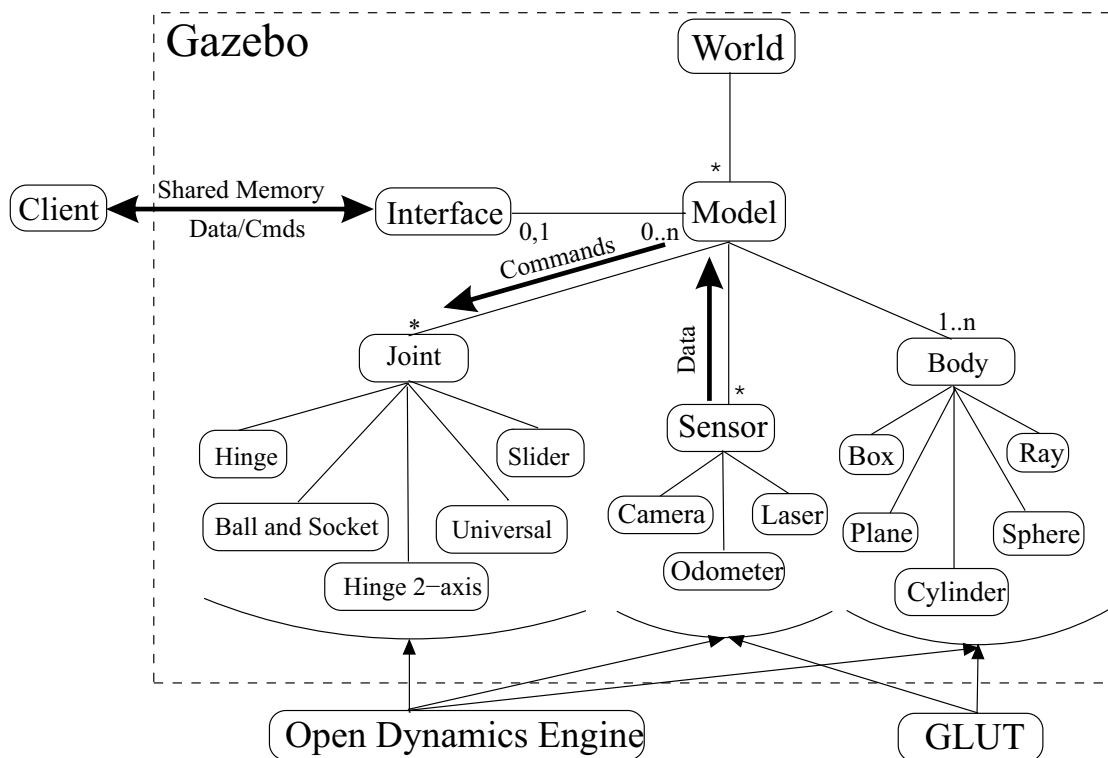 Gazebo
World
*
Shared Memory
Client
Interface
Model
Data/Cmds
0,1
0..n
Commands
Data
*
1..n
Joint
Body
*
Sensor
Hinge
Slider
Box
Ray
Camera
Laser
Ball and Socket
Universal
Plane
Sphere
Odometer
Hinge 2−axis
Cylinder
Open Dynamics Engine
GLUT